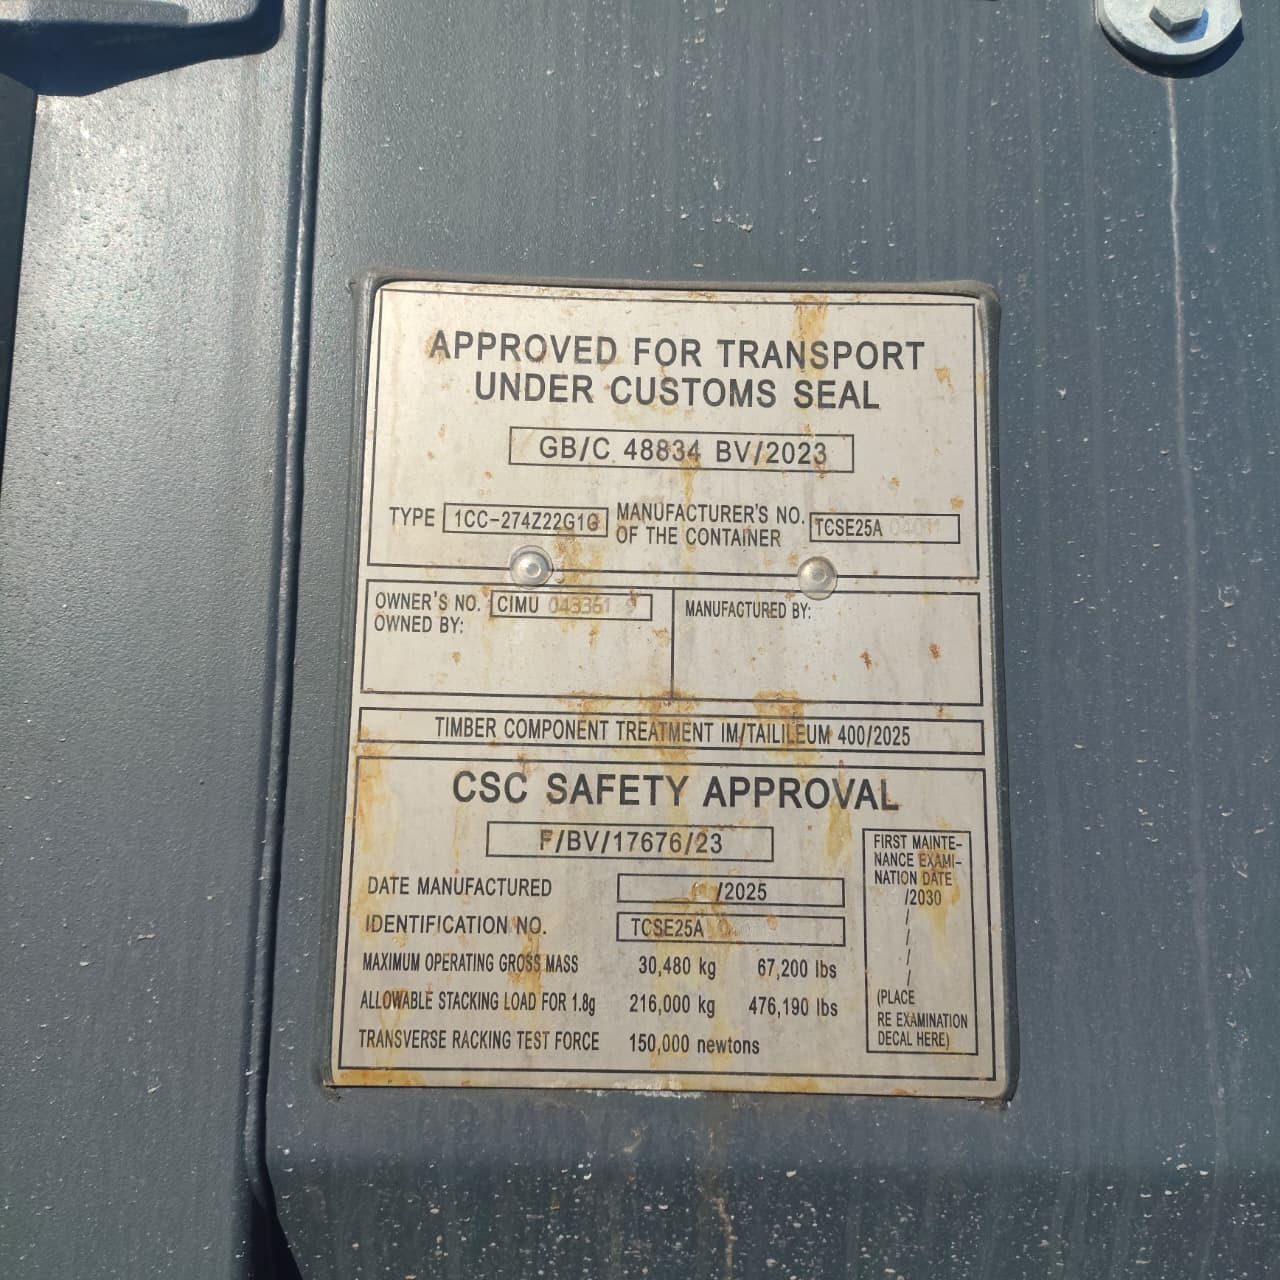 APPROVED FOR TRANSPORT
UNDER CUSTOMS SEAL
GB/C 48834 BV/2023
TYPE 1CC-274Z22G1G MANUFACTURER'S NO. OF THE CONTAINER TCSE25A
OWNER'S NO. CIMU
OWNED BY:
MANUFACTURED BY:
TIMBER COMPONENT TREATMENT IM/TAILILEUM 400/2025
CSC SAFETY APPROVAL
F/BV/17676/23
DATE MANUFACTURED /2025
IDENTIFICATION NO. TCSE25A
MAXIMUM OPERATING GROSS MASS 30,480 kg 67,200 lbs
ALLOWABLE STACKING LOAD FOR 1.8g 216,000 kg 476,190 lbs
TRANSVERSE RACKING TEST FORCE 150,000 newtons
FIRST MAINTE-
NANCE EXAMI-
NATION DATE
/2030
/
/
/
/
(PLACE
RE EXAMINATION
DECAL HERE)